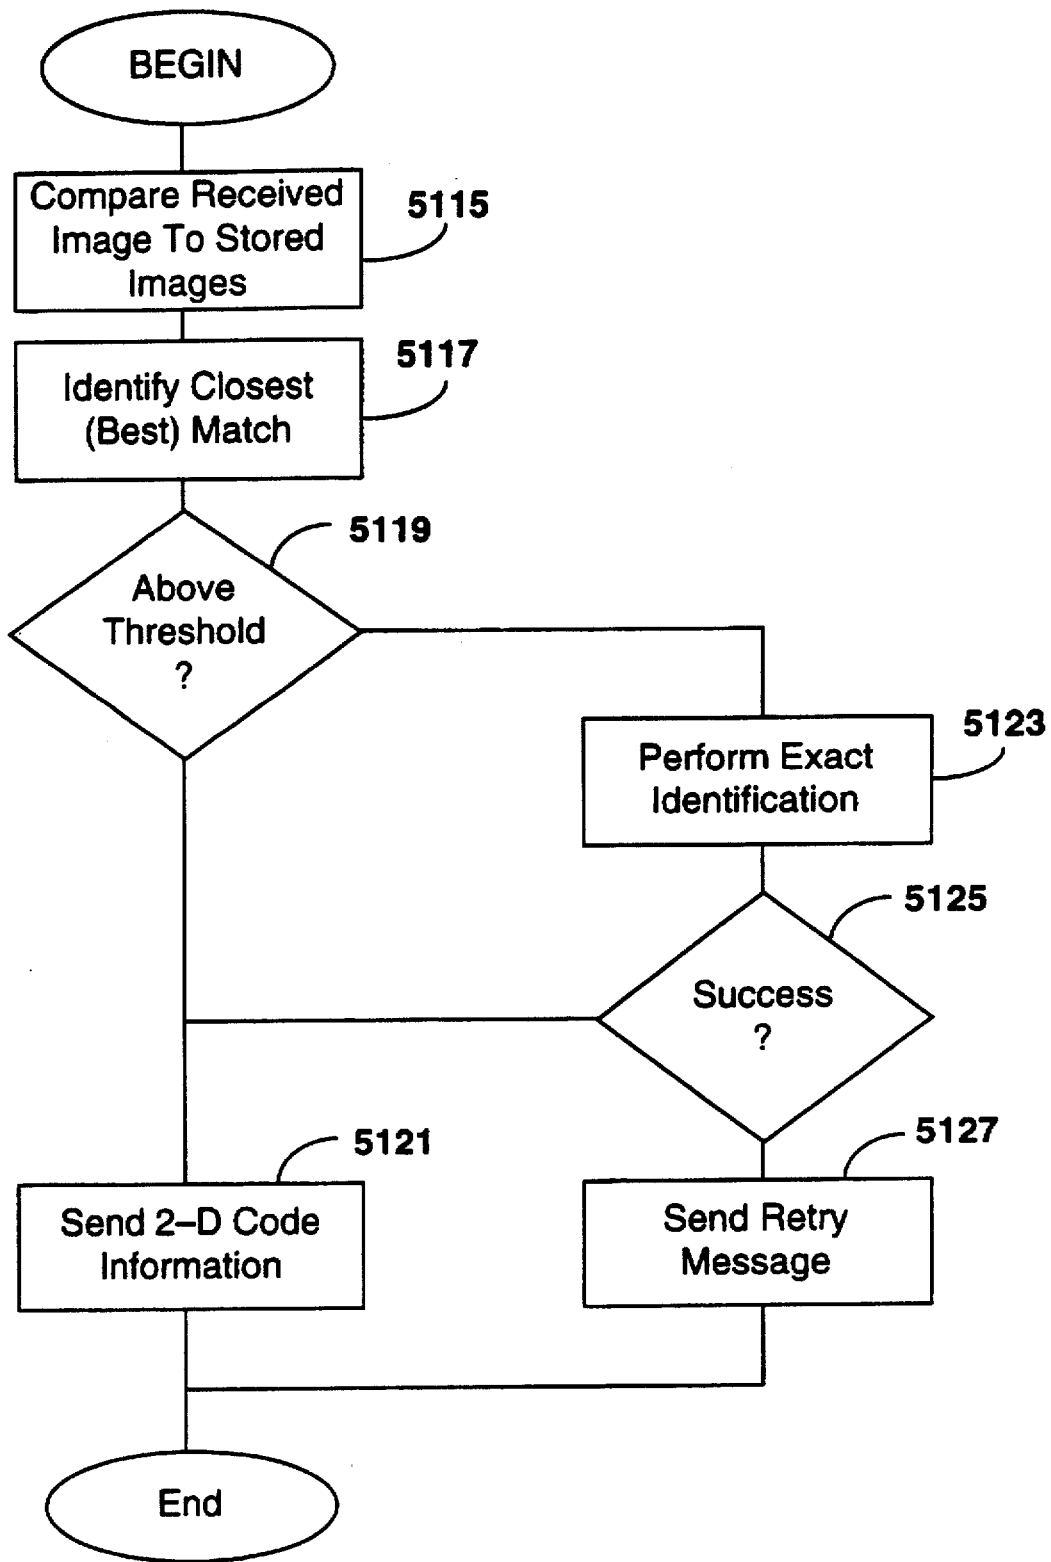 BEGIN
Compare Received
Image To Stored
Images
5115
Identify Closest
(Best) Match
5117
Above
Threshold
?
5119
Perform Exact
Identification
5123
Success
?
5125
Send 2-D Code
Information
5121
Send Retry
Message
5127
End